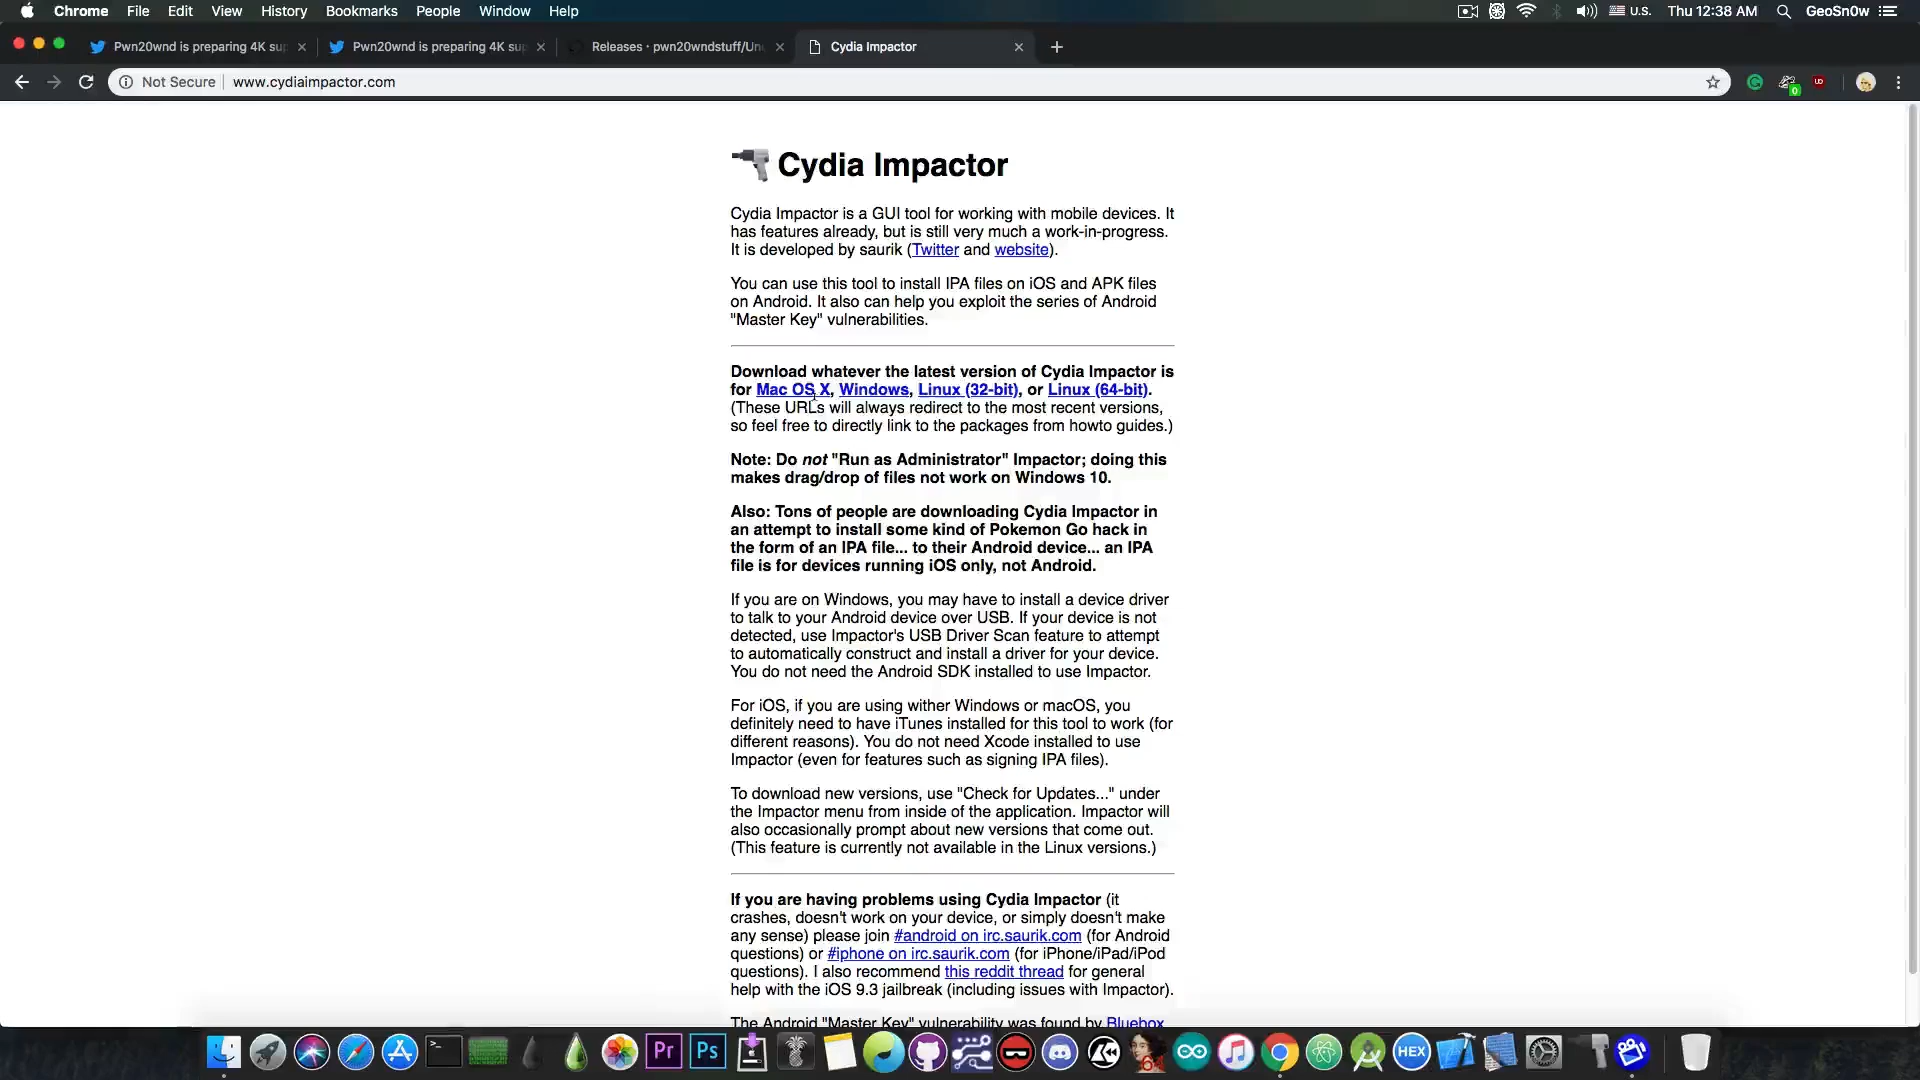 Chrome File Edit View History Bookmarks People Window Help
U.S. Thu 12:38 AM GeoSn0w
Pwn20wnd is preparing 4K sup
Pwn20wnd is preparing 4K sup
Releases · pwn20wndstuff/Un
Cydia Impactor
Not Secure www.cydiaimpactor.com
0
UD
Cydia Impactor
Cydia Impactor is a GUI tool for working with mobile devices. It
has features already, but is still very much a work-in-progress.
It is developed by saurik (Twitter and website).
You can use this tool to install IPA files on iOS and APK files
on Android. It also can help you exploit the series of Android
"Master Key" vulnerabilities.
Download whatever the latest version of Cydia Impactor is
for Mac OS X, Windows, Linux (32-bit), or Linux (64-bit).
(These URLs will always redirect to the most recent versions,
so feel free to directly link to the packages from howto guides.)
Note: Do not "Run as Administrator" Impactor; doing this
makes drag/drop of files not work on Windows 10.
Also: Tons of people are downloading Cydia Impactor in
an attempt to install some kind of Pokemon Go hack in
the form of an IPA file... to their Android device... an IPA
file is for devices running iOS only, not Android.
If you are on Windows, you may have to install a device driver
to talk to your Android device over USB. If your device is not
detected, use Impactor's USB Driver Scan feature to attempt
to automatically construct and install a driver for your device.
You do not need the Android SDK installed to use Impactor.
For iOS, if you are using wither Windows or macOS, you
definitely need to have iTunes installed for this tool to work (for
different reasons). You do not need Xcode installed to use
Impactor (even for features such as signing IPA files).
To download new versions, use "Check for Updates..." under
the Impactor menu from inside of the application. Impactor will
also occasionally prompt about new versions that come out.
(This feature is currently not available in the Linux versions.)
If you are having problems using Cydia Impactor (it
crashes, doesn't work on your device, or simply doesn't make
any sense) please join #android on irc.saurik.com (for Android
questions) or #iphone on irc.saurik.com (for iPhone/iPad/iPod
questions). I also recommend this reddit thread for general
help with the iOS 9.3 jailbreak (including issues with Impactor).
The Android "Master Key" vulnerability was found by Bluebox
Pr Ps HEX